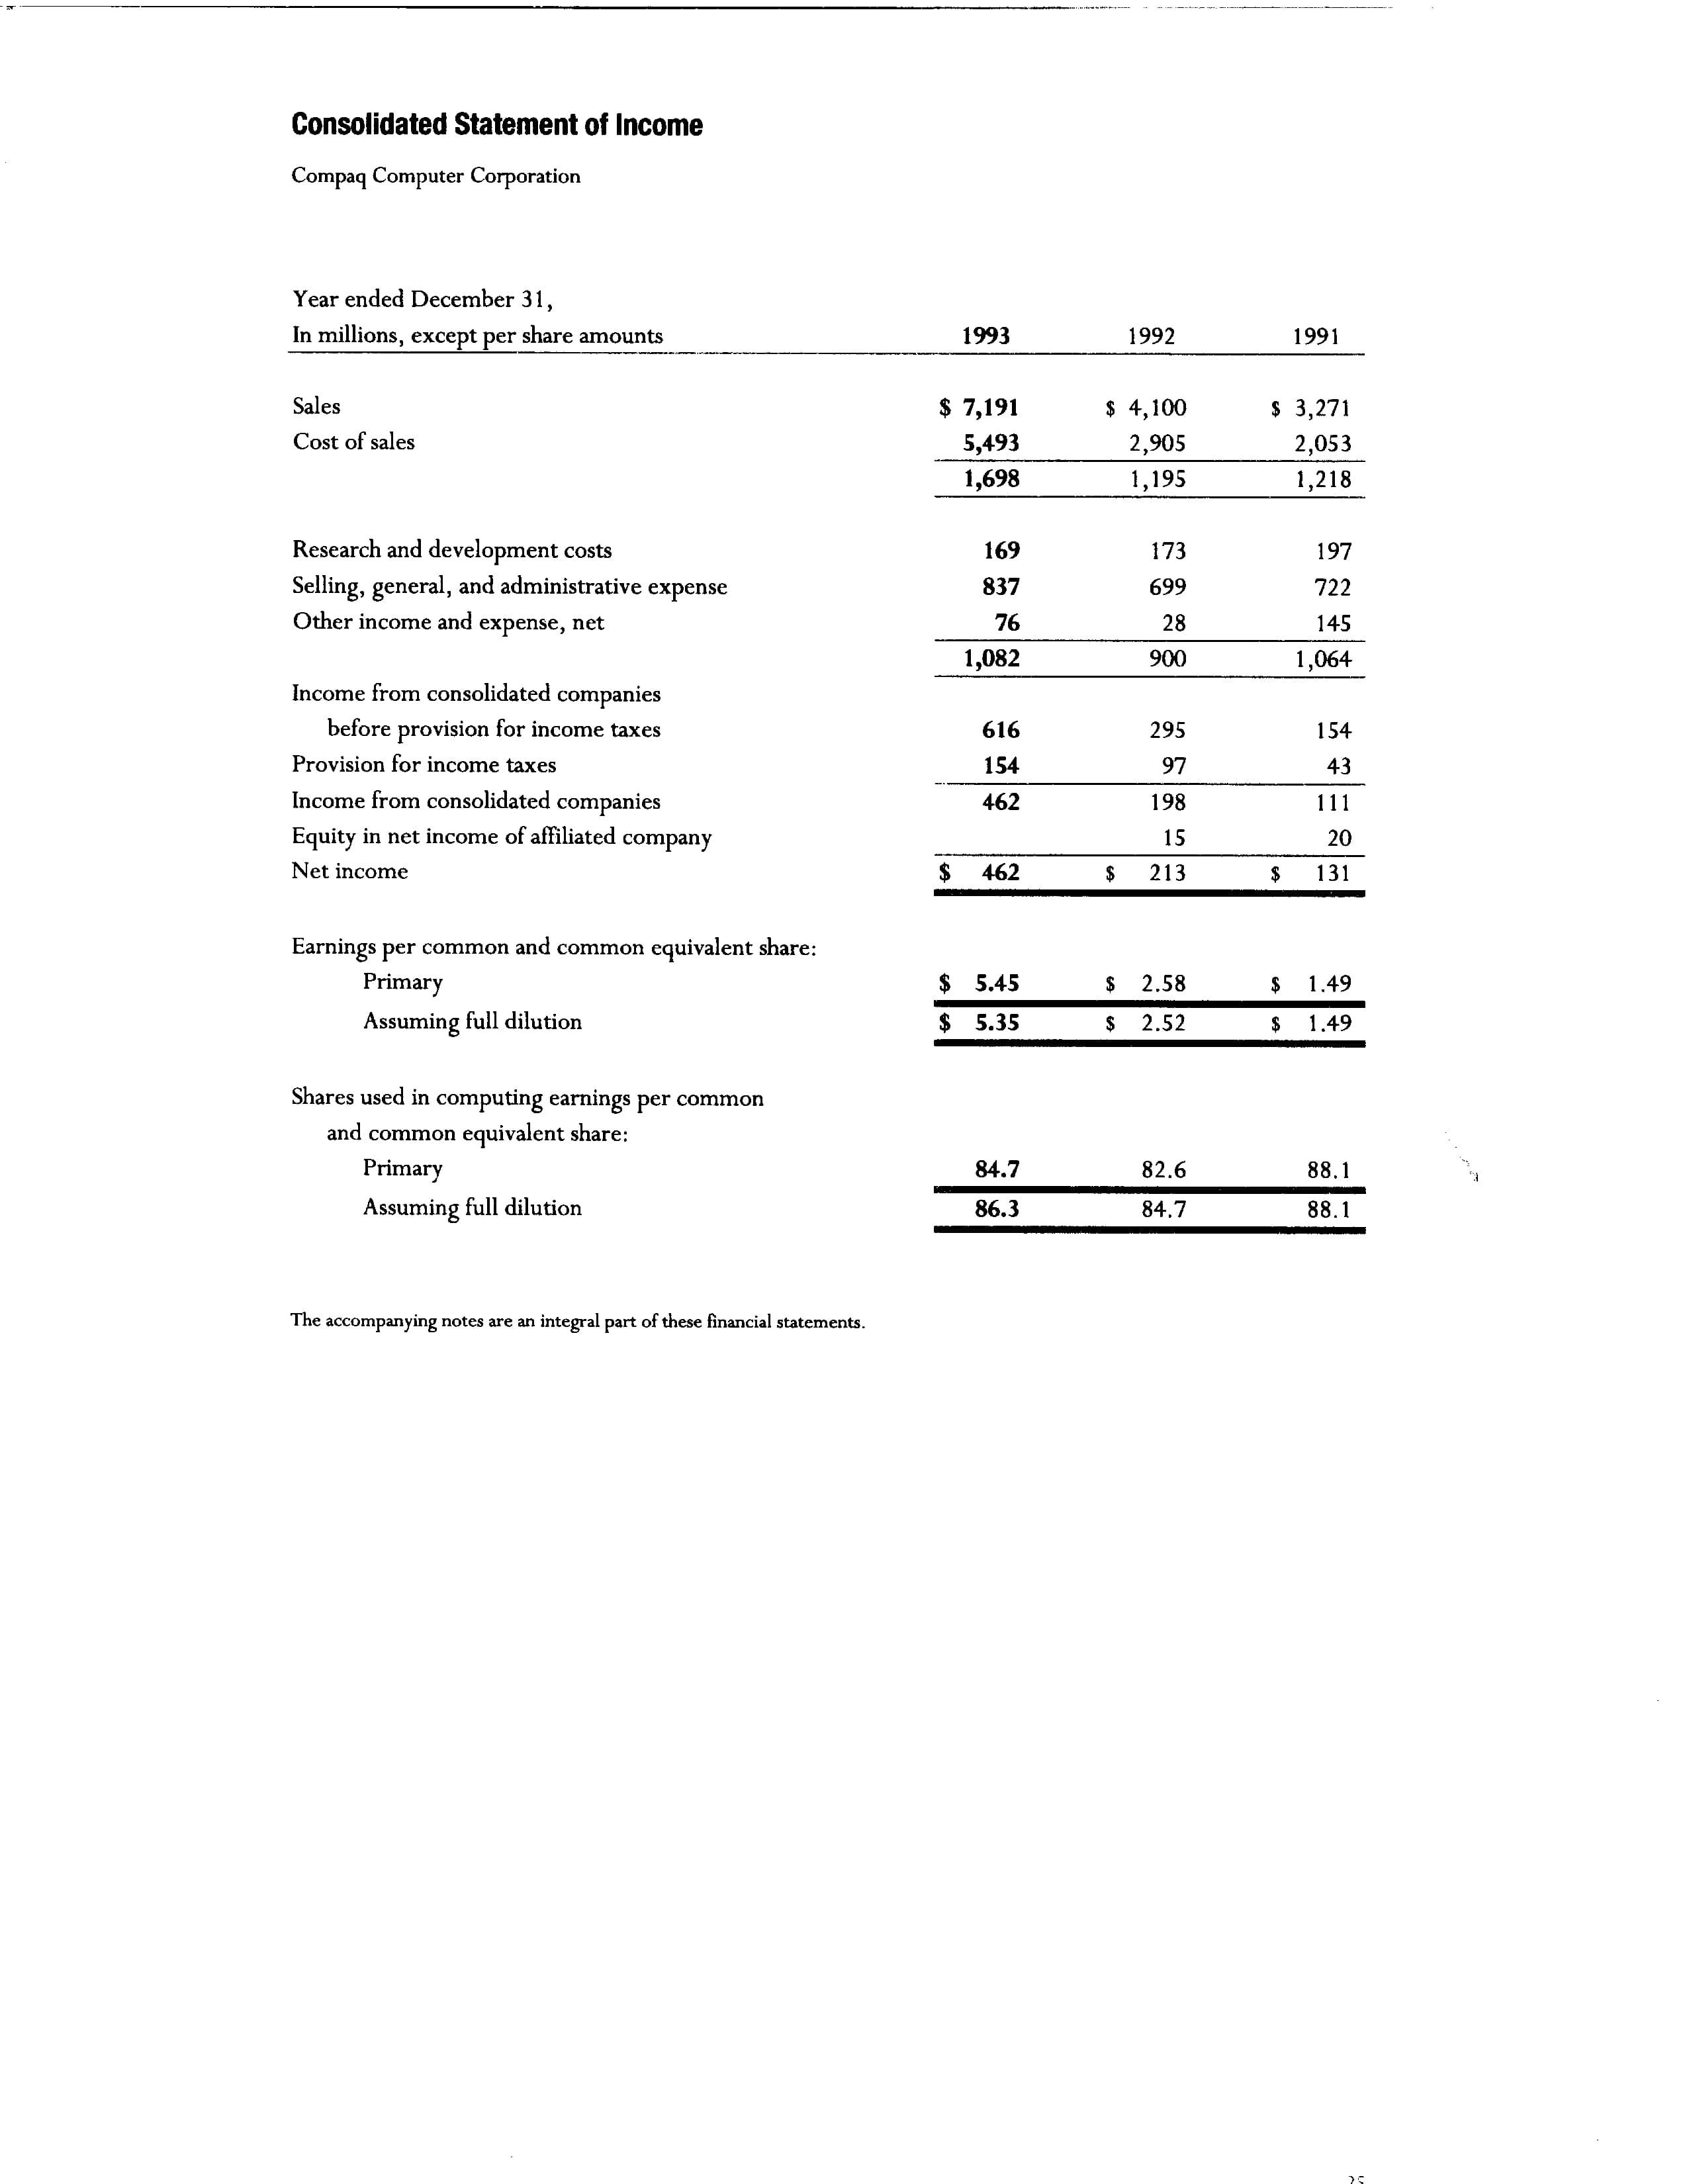 Consolidated Statement of Income
Compaq Computer Corporation
Year ended December 31,
In millions, except per share amounts 1993 1992 1991
Sales $ 7,191 $ 4,100 $ 3,271
Cost of sales 5,493 2,905 2,053
1,698 1,195 1,218
Research and development costs 169 173 197
Selling, general, and administrative expense 837 699 722
Other income and expense, net 76 28 145
1,082 900 1,064
Income from consolidated companies
before provision for income taxes 616 295 154
Provision for income taxes 154 97 43
Income from consolidated companies 462 198 111
Equity in net income of affiliated company 15 20
Net income $ 462 $ 213 $ 131
Earnings per common and common equivalent share:
Primary $ 5.45 $ 2.58 $ 1.49
Assuming full dilution $ 5.35 $ 2.52 $ 1.49
Shares used in computing earnings per common
and common equivalent share:
Primary 84.7 82.6 88.1
Assuming full dilution 86.3 84.7 88.1
The accompanying notes are an integral part of these financial statements.